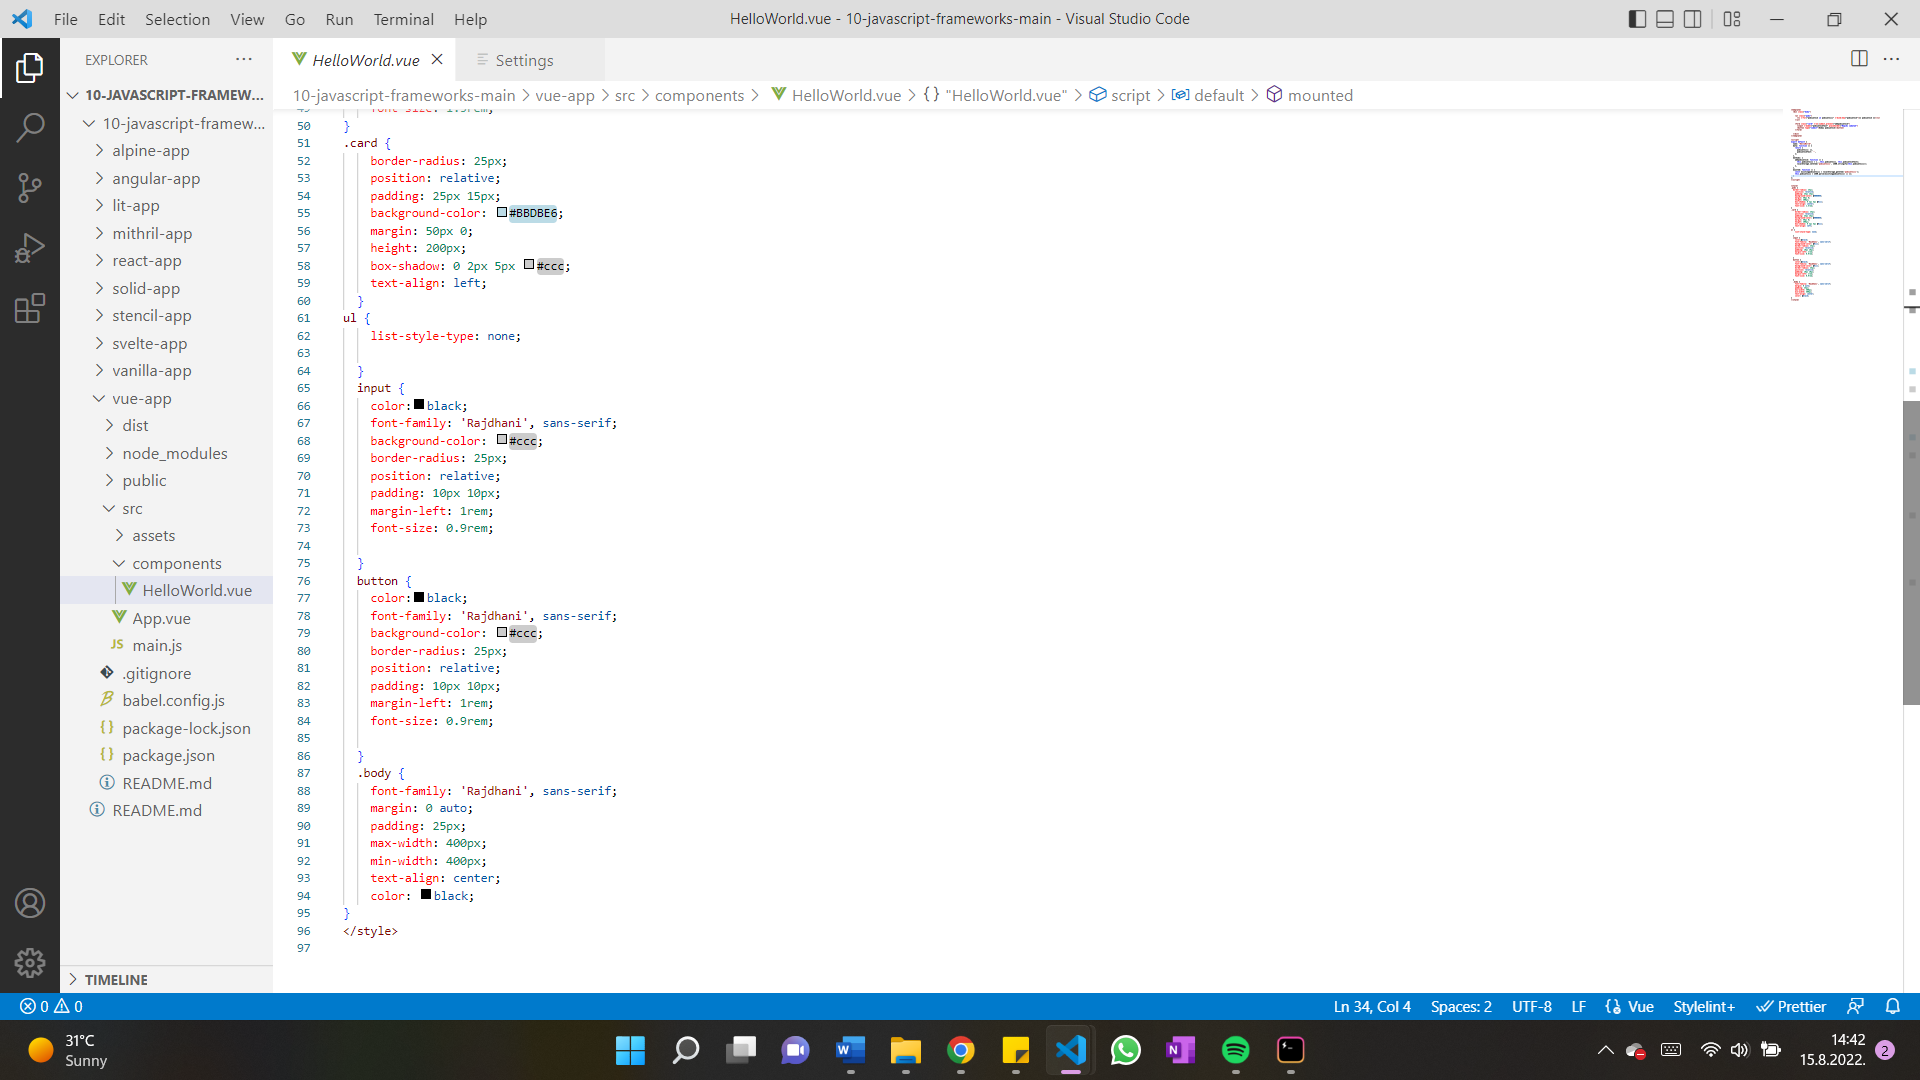 File Edit Selection View Go Run Terminal Help
HelloWorld.vue - 10-javascript-frameworks-main - Visual Studio Code
EXPLORER
10-JAVASCRIPT-FRAMEW...
10-javascript-framew...
alpine-app
angular-app
lit-app
mithril-app
react-app
solid-app
stencil-app
svelte-app
vanilla-app
vue-app
dist
node_modules
public
src
assets
components
HelloWorld.vue
App.vue
JS main.js
.gitignore
babel.config.js
{} package-lock.json
{} package.json
README.md
README.md
TIMELINE
HelloWorld.vue
Settings
10-javascript-frameworks-main > vue-app > src > components > HelloWorld.vue > {} "HelloWorld.vue" > script > default > mounted
49 font-size: 1.5rem;
50 }
51 .card {
52 border-radius: 25px;
53 position: relative;
54 padding: 25px 15px;
55 background-color: #BBDBE6;
56 margin: 50px 0;
57 height: 200px;
58 box-shadow: 0 2px 5px #ccc;
59 text-align: left;
60 }
61 ul {
62 list-style-type: none;
63
64 }
65 input {
66 color: black;
67 font-family: 'Rajdhani', sans-serif;
68 background-color: #ccc;
69 border-radius: 25px;
70 position: relative;
71 padding: 10px 10px;
72 margin-left: 1rem;
73 font-size: 0.9rem;
74
75 }
76 button {
77 color: black;
78 font-family: 'Rajdhani', sans-serif;
79 background-color: #ccc;
80 border-radius: 25px;
81 position: relative;
82 padding: 10px 10px;
83 margin-left: 1rem;
84 font-size: 0.9rem;
85
86 }
87 .body {
88 font-family: 'Rajdhani', sans-serif;
89 margin: 0 auto;
90 padding: 25px;
91 max-width: 400px;
92 min-width: 400px;
93 text-align: center;
94 color: black;
95 }
96 </style>
97
0 0
Ln 34, Col 4 Spaces: 2 UTF-8 LF Vue Stylelint+ Prettier
31°C
Sunny
14:42
15.8.2022.
2